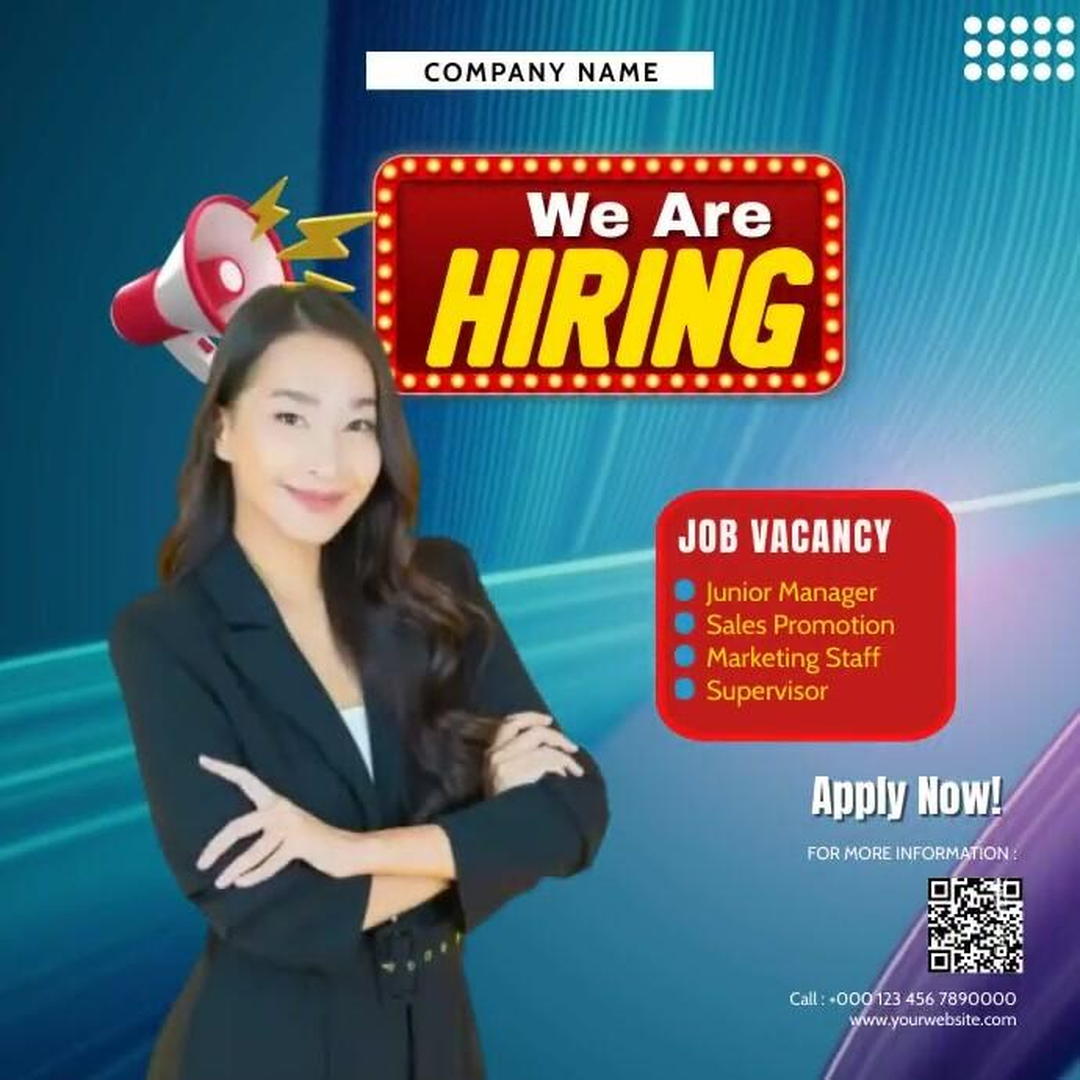 COMPANY NAME
We Are
HIRING
JOB VACANCY
Junior Manager
Sales Promotion
Marketing Staff
Supervisor
Apply Now!
FOR MORE INFORMATION :
Call : +000 123 456 7890000
www.yourwebsite.com